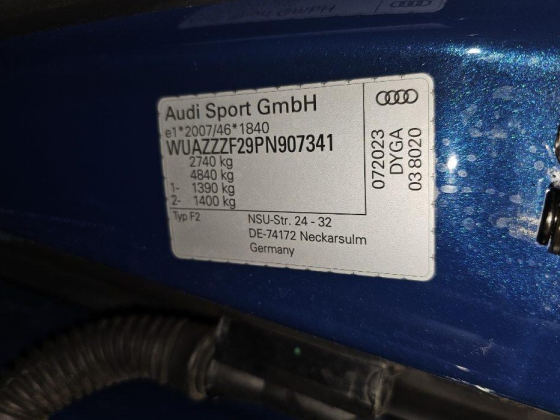 Audi Sport GmbH
e1*2007/46*1840
WUAZZZF29PN907341
2740 kg
4840 kg
1- 1390 kg
2- 1400 kg
Typ F2
NSU-Str. 24 - 32
DE-74172 Neckarsulm
Germany
072023
DYGA
03 8020